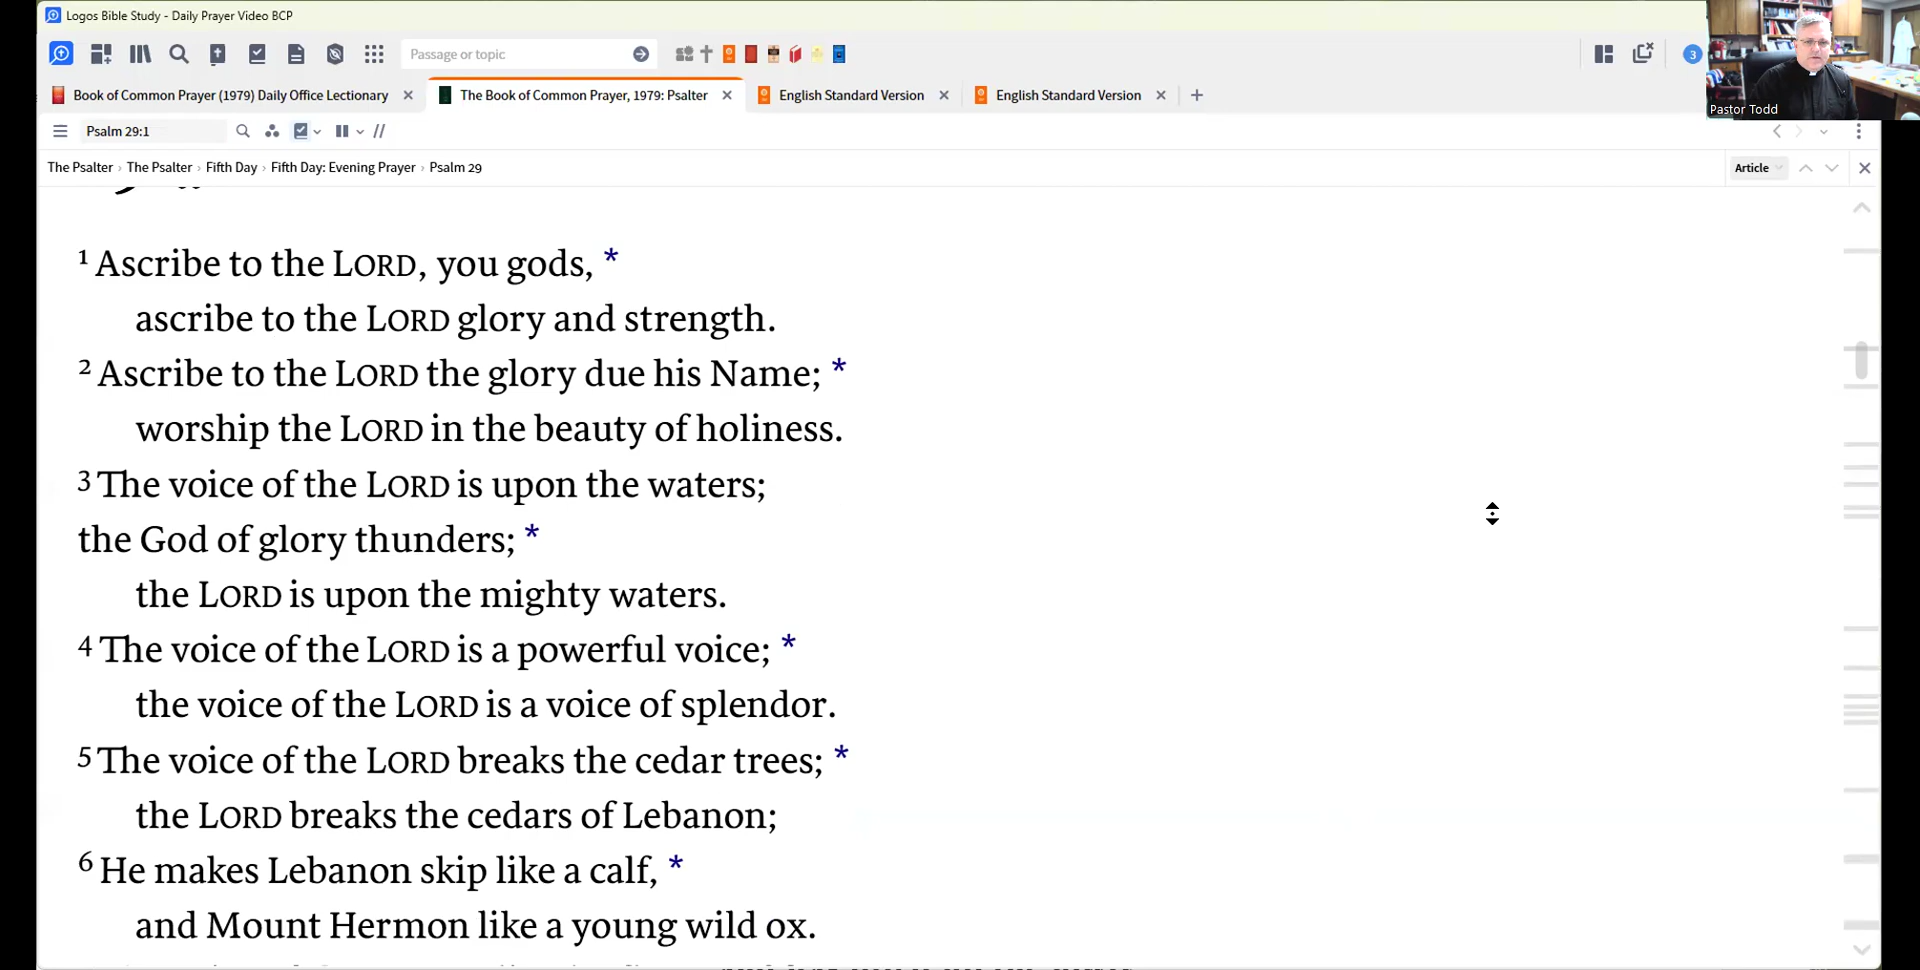 Logos Bible Study - Daily Prayer Video BCP
Passage or topic
3
Pastor Todd
Book of Common Prayer (1979) Daily Office Lectionary
The Book of Common Prayer, 1979: Psalter
English Standard Version
English Standard Version
Psalm 29:1
The Psalter › The Psalter › Fifth Day › Fifth Day: Evening Prayer › Psalm 29
Article
1 Ascribe to the LORD, you gods, *
ascribe to the LORD glory and strength.
2 Ascribe to the LORD the glory due his Name; *
worship the LORD in the beauty of holiness.
3 The voice of the LORD is upon the waters;
the God of glory thunders; *
the LORD is upon the mighty waters.
4 The voice of the LORD is a powerful voice; *
the voice of the LORD is a voice of splendor.
5 The voice of the LORD breaks the cedar trees; *
the LORD breaks the cedars of Lebanon;
6 He makes Lebanon skip like a calf, *
and Mount Hermon like a young wild ox.